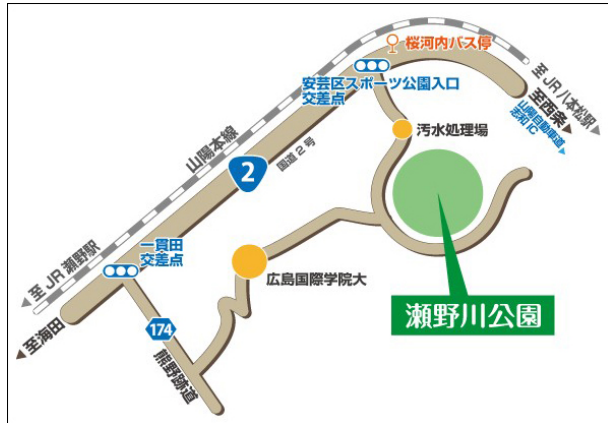 桜河内バス停
安芸区スポーツ公園入口
交差点
至JR八本松駅
至西条
山陽自動車道
志和IC
汚水処理場
山陽本線
2
国道2号
一貫田
交差点
至JR瀬野駅
至海田
広島国際学院大
174
熊野跡道
瀬野川公園